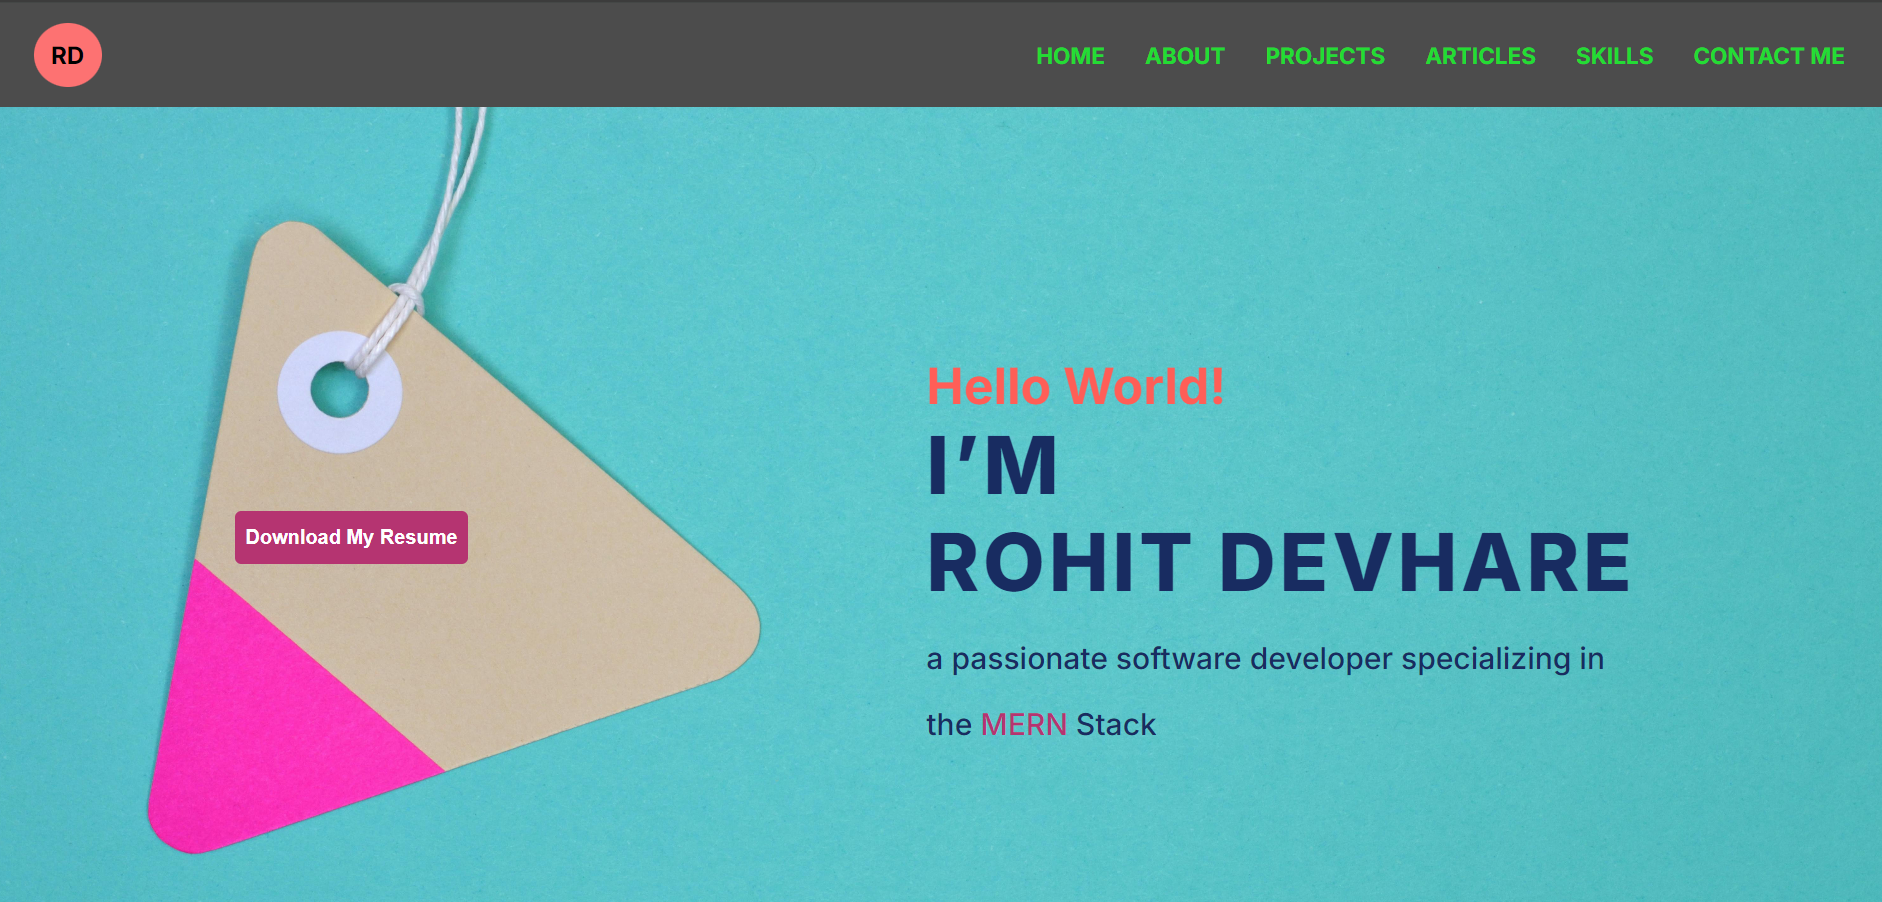 RD
HOME ABOUT PROJECTS ARTICLES SKILLS CONTACT ME
Download My Resume
Hello World!
I’M
ROHIT DEVHARE
a passionate software developer specializing in
the MERN Stack